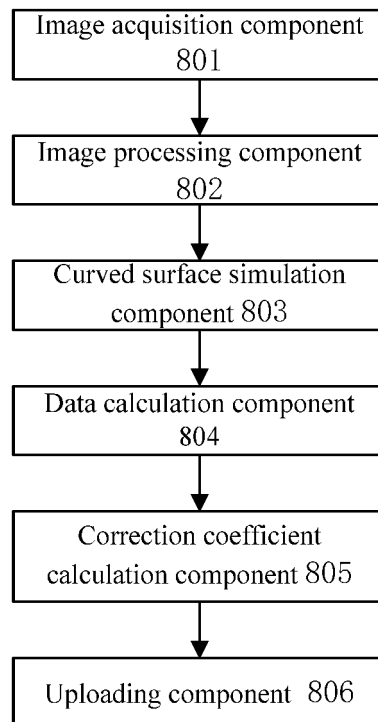 Image acquisition component
801
Image processing component
802
Curved surface simulation
component 803
Data calculation component
804
Correction coefficient
calculation component 805
Uploading component 806